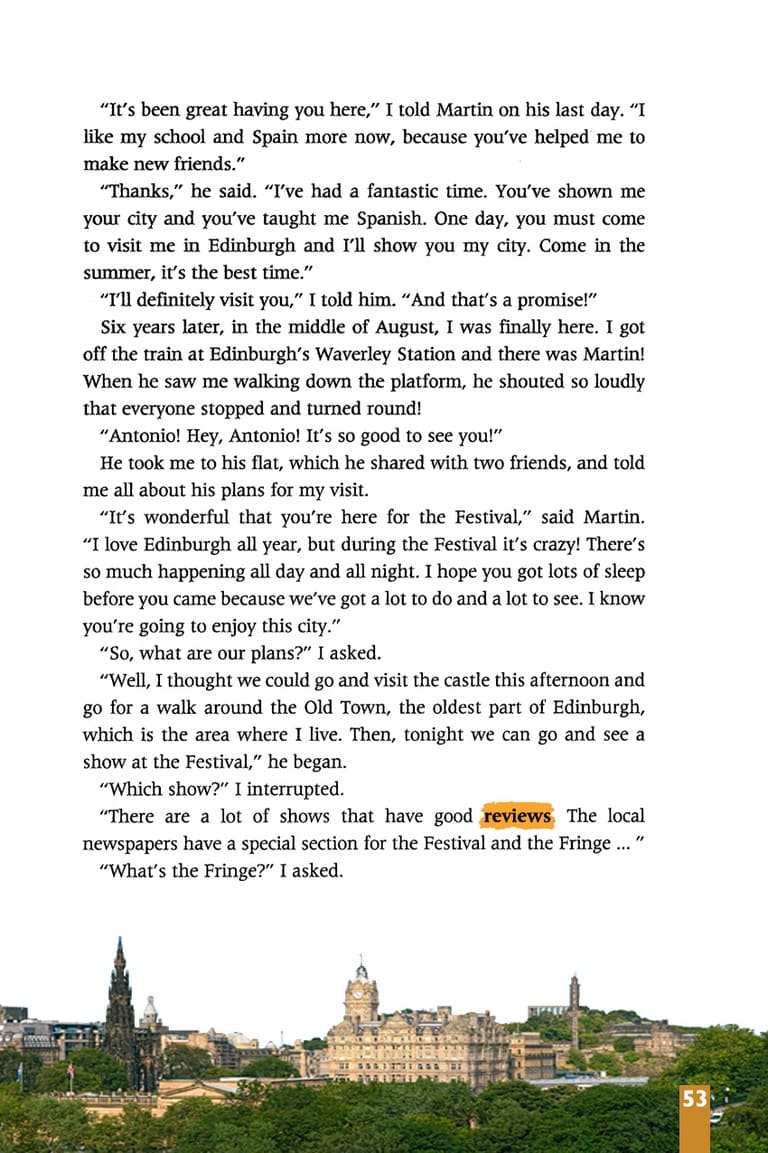 “It’s been great having you here,” I told Martin on his last day. “I
like my school and Spain more now, because you’ve helped me to
make new friends.”
“Thanks,” he said. “I’ve had a fantastic time. You’ve shown me
your city and you’ve taught me Spanish. One day, you must come
to visit me in Edinburgh and I’ll show you my city. Come in the
summer, it’s the best time.”
“I’ll definitely visit you,” I told him. “And that’s a promise!”
Six years later, in the middle of August, I was finally here. I got
off the train at Edinburgh’s Waverley Station and there was Martin!
When he saw me walking down the platform, he shouted so loudly
that everyone stopped and turned round!
“Antonio! Hey, Antonio! It’s so good to see you!”
He took me to his flat, which he shared with two friends, and told
me all about his plans for my visit.
“It’s wonderful that you’re here for the Festival,” said Martin.
“I love Edinburgh all year, but during the Festival it’s crazy! There’s
so much happening all day and all night. I hope you got lots of sleep
before you came because we’ve got a lot to do and a lot to see. I know
you’re going to enjoy this city.”
“So, what are our plans?” I asked.
“Well, I thought we could go and visit the castle this afternoon and
go for a walk around the Old Town, the oldest part of Edinburgh,
which is the area where I live. Then, tonight we can go and see a
show at the Festival,” he began.
“Which show?” I interrupted.
“There are a lot of shows that have good reviews. The local
newspapers have a special section for the Festival and the Fringe ... ”
“What’s the Fringe?” I asked.
53